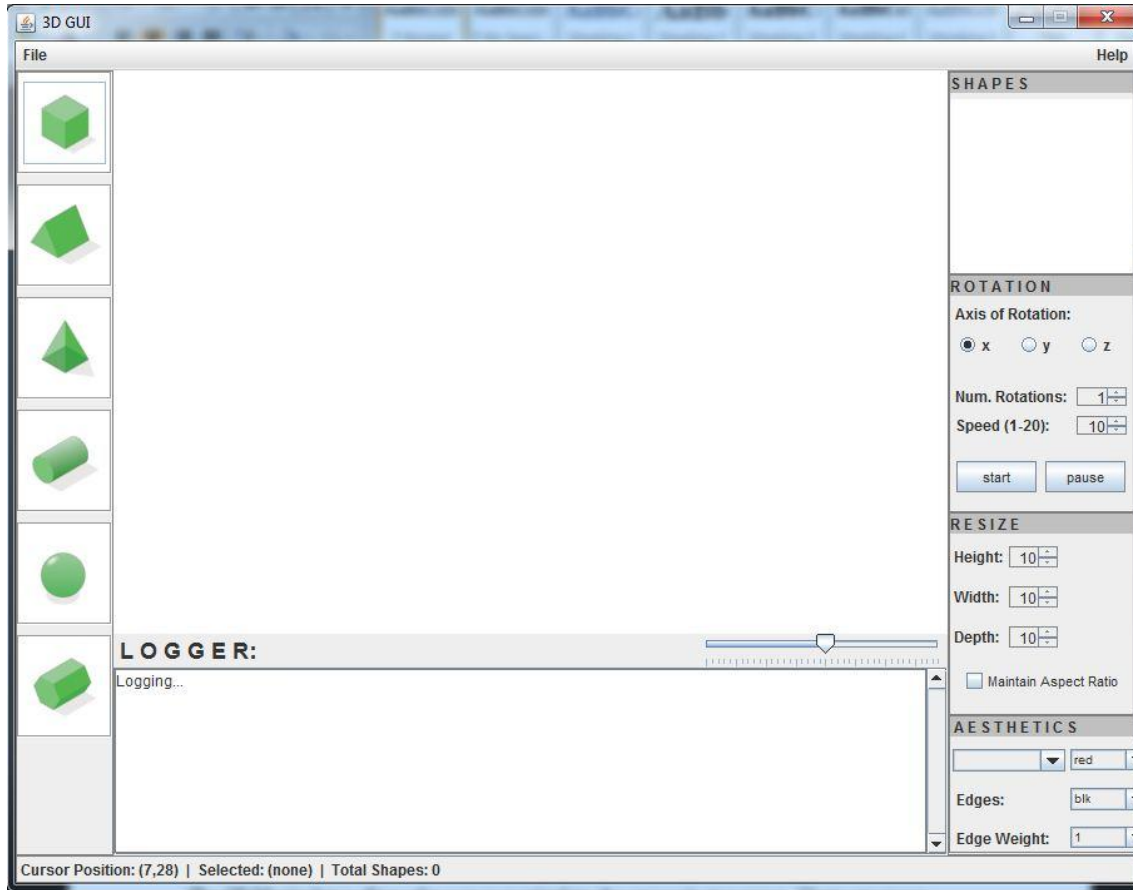 3D GUI
File Help
SHAPES
ROTATION
Axis of Rotation:
x y z
Num. Rotations: 1
Speed (1-20): 10
start pause
RESIZE
Height: 10
Width: 10
Depth: 10
Maintain Aspect Ratio
AESTHETICS
red
Edges: blk
Edge Weight: 1
LOGGER:
Logging...
Cursor Position: (7,28) | Selected: (none) | Total Shapes: 0